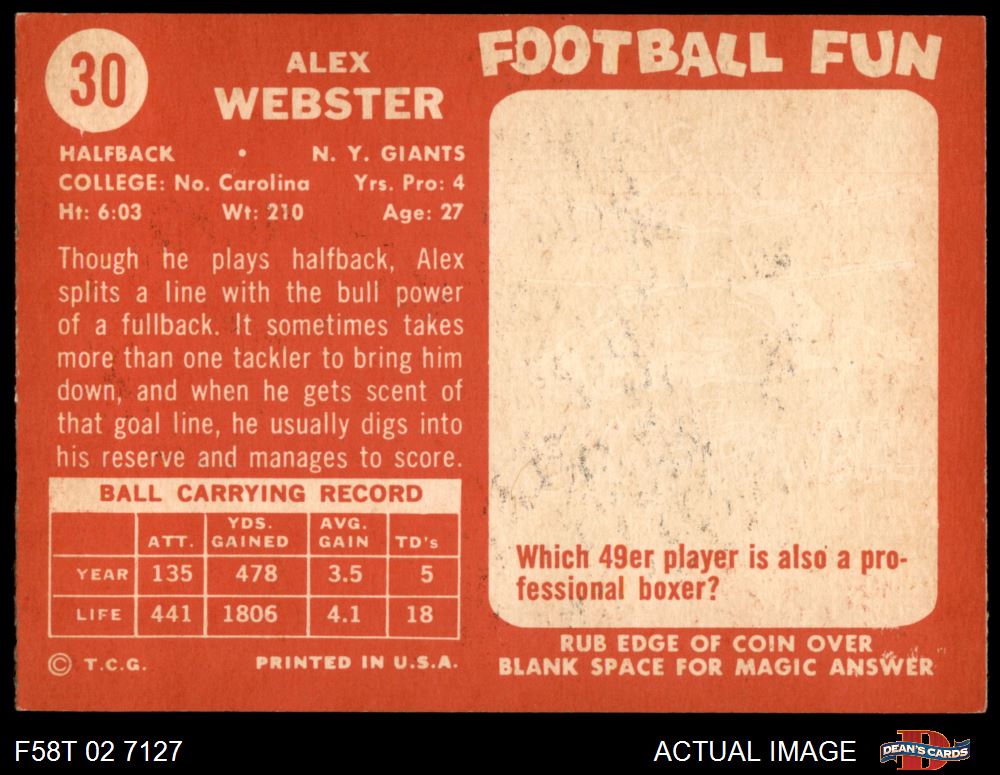 30
ALEX
WEBSTER
HALFBACK • N. Y. GIANTS
COLLEGE: No. Carolina Yrs. Pro: 4
Ht: 6:03 Wt: 210 Age: 27
Though he plays halfback, Alex
splits a line with the bull power
of a fullback. It sometimes takes
more than one tackler to bring him
down, and when he gets scent of
that goal line, he usually digs into
his reserve and manages to score.
BALL CARRYING RECORD
ATT. YDS. GAINED AVG. GAIN TD's
YEAR 135 478 3.5 5
LIFE 441 1806 4.1 18
© T.C.G. PRINTED IN U.S.A.
FOOTBALL FUN
Which 49er player is also a pro-
fessional boxer?
RUB EDGE OF COIN OVER
BLANK SPACE FOR MAGIC ANSWER
F58T 02 7127
ACTUAL IMAGE
D
DEAN'S CARDS